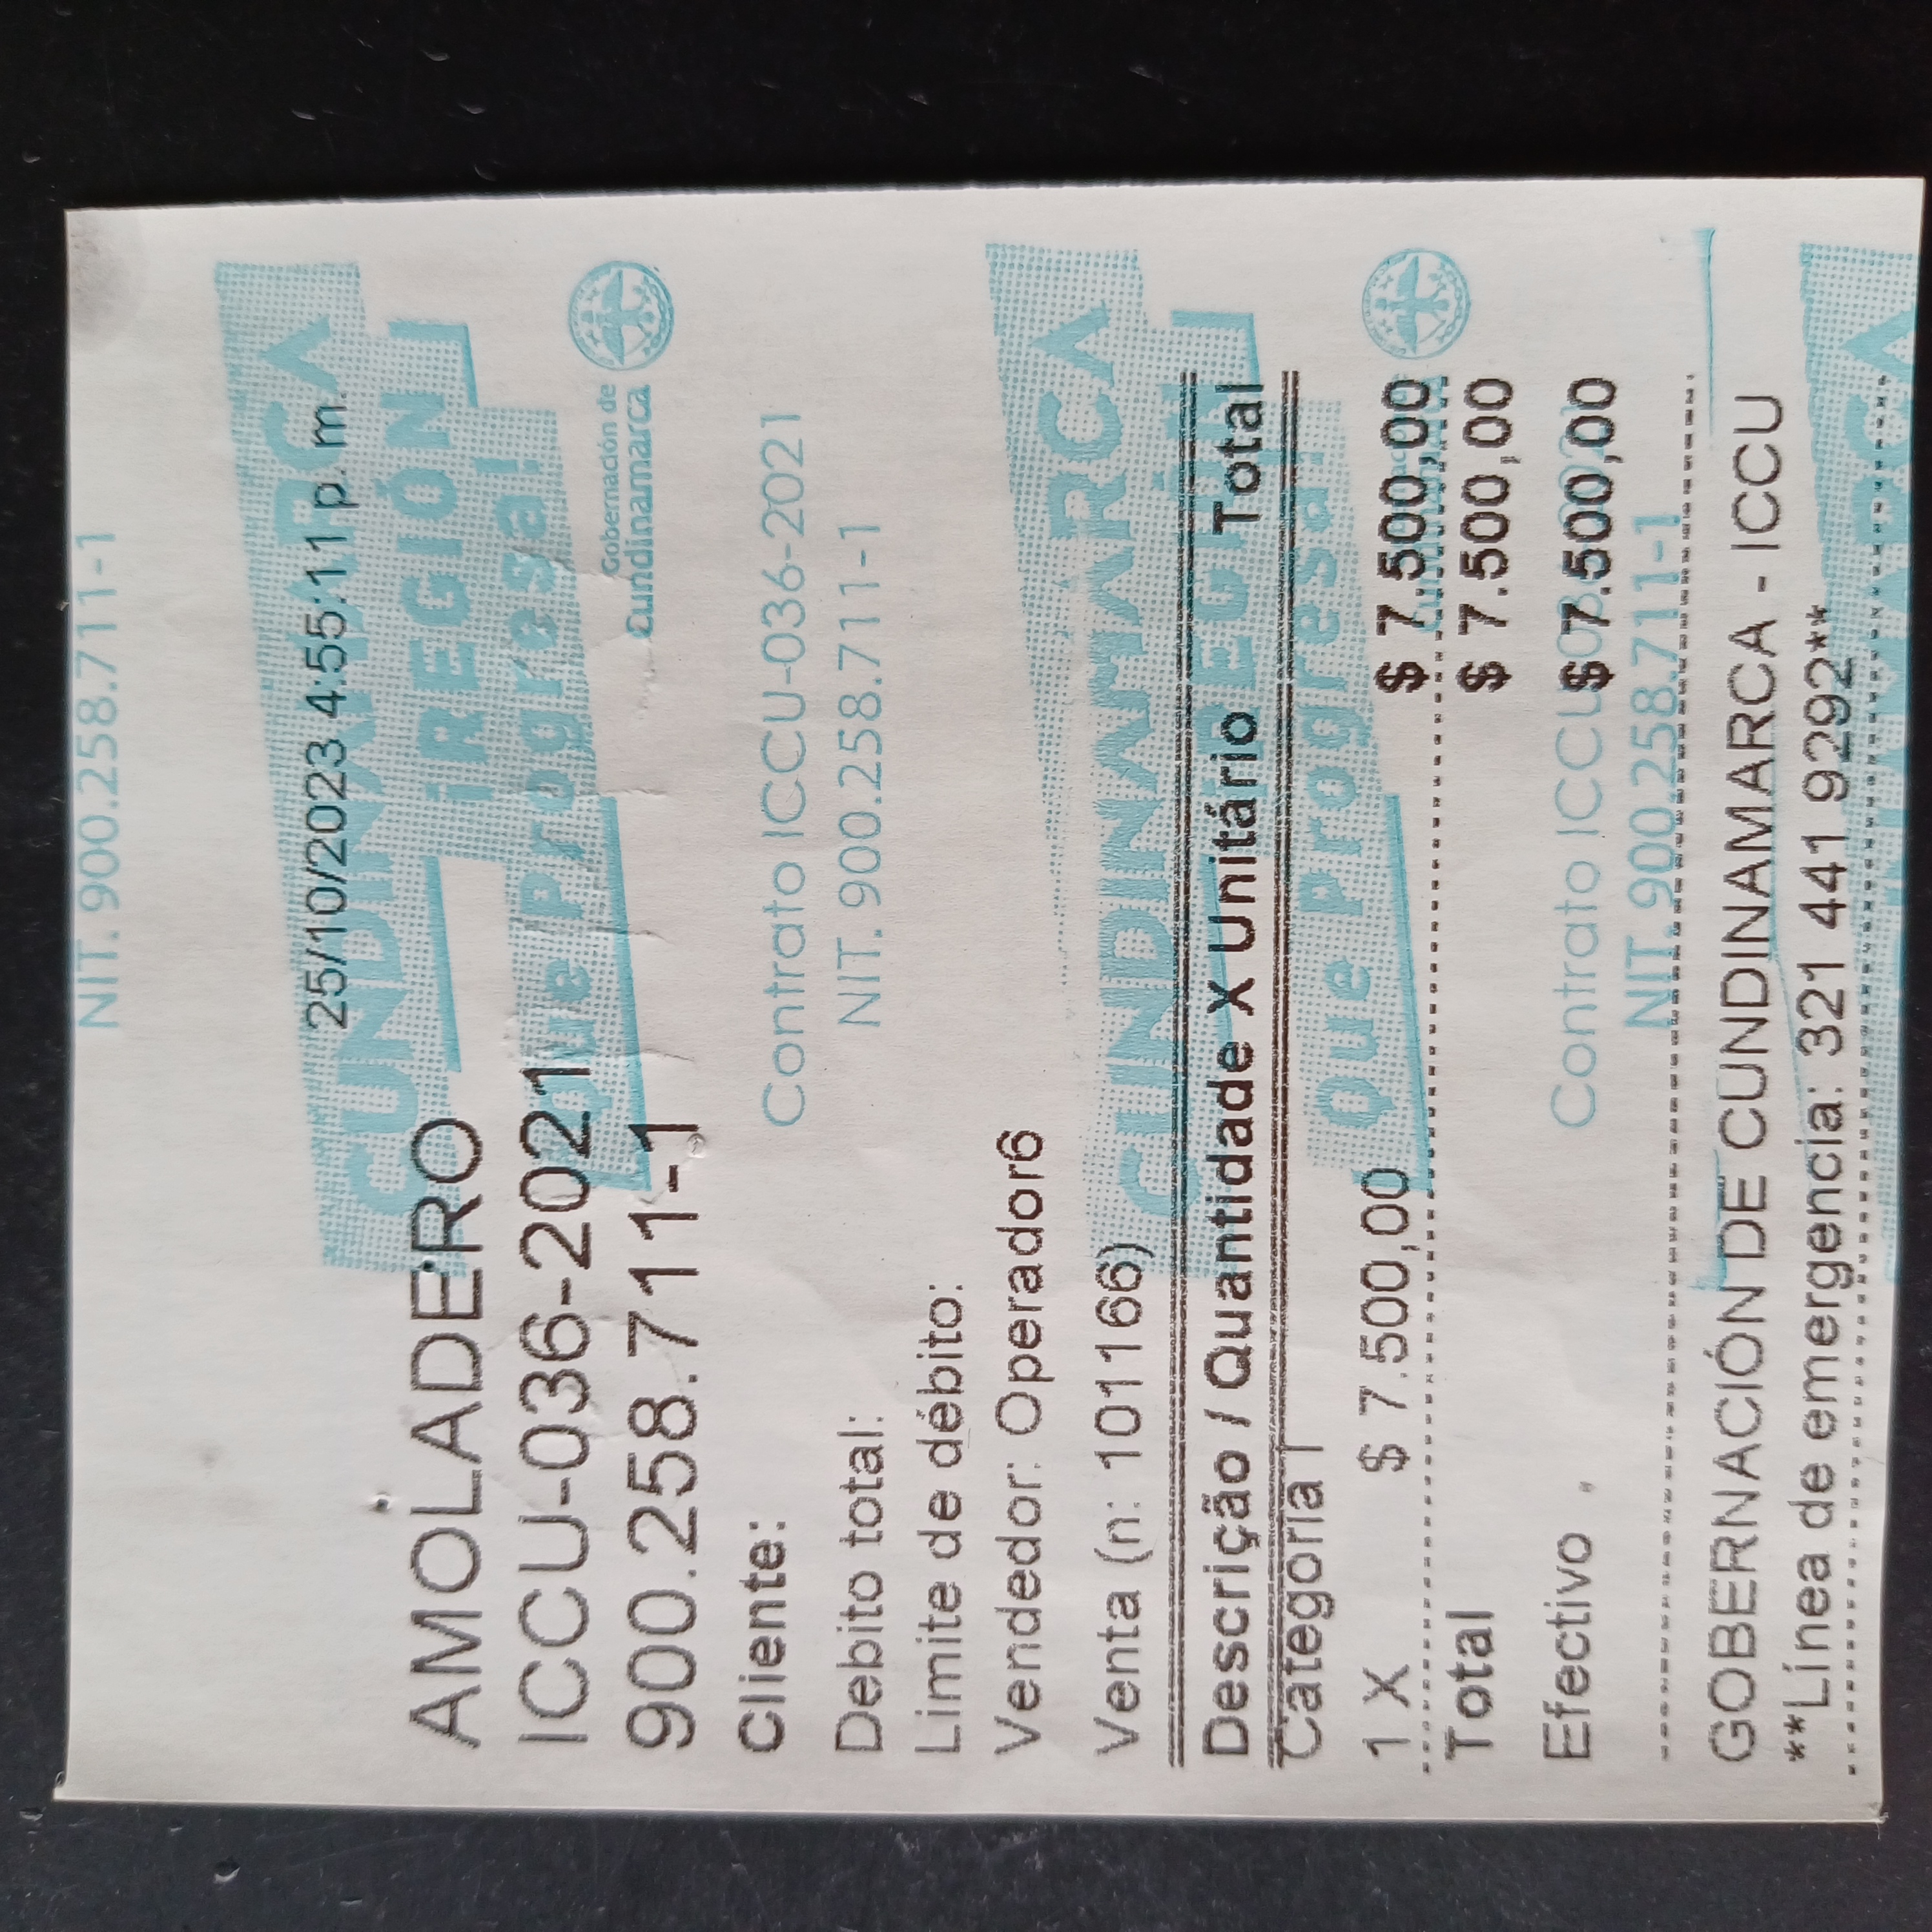 NIT. 900.258.711-1
25/10/2023 4:55:11 p. m.
CUNDINAMARCA
¡REGIÓN
Que Progresa!
Gobernación de
Cundinamarca
AMOLADERO
ICCU-036-2021
900.258.711-1
Contrato ICCU-036-2021
NIT. 900.258.711-1
Cliente:
Debito total:
Limite de débito:
Vendedor: Operador6
Venta (n: 101166)
CUNDINAMARCA
¡REGIÓN
Que Progresa!
Descrição / Quantidade X Unitário Total
Categoria I
1 X $ 7.500,00 $ 7.500,00
Total $ 7.500,00
Efectivo $ 7.500,00
Contrato ICCU-036-2021
NIT. 900.258.711-1
GOBERNACIÓN DE CUNDINAMARCA - ICCU
**Línea de emergencia: 321 441 9292**